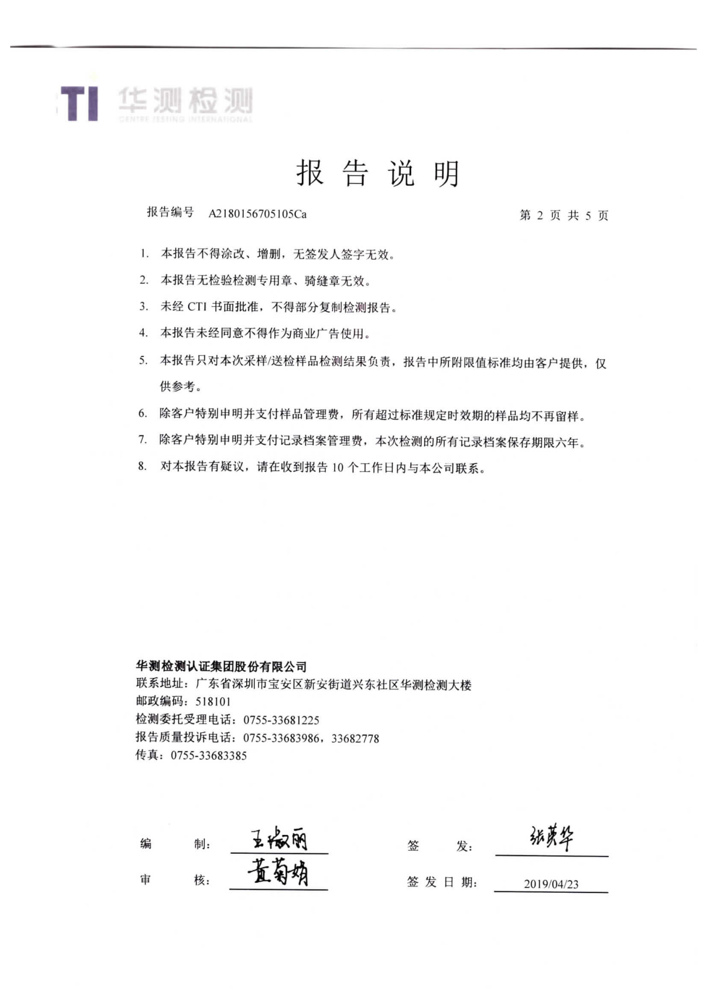 TI 华测检测
CENTRE TESTING INTERNATIONAL
报告说明
报告编号 A2180156705105Ca 第 2 页 共 5 页
1. 本报告不得涂改、增删，无签发人签字无效。
2. 本报告无检验检测专用章、骑缝章无效。
3. 未经 CTI 书面批准，不得部分复制检测报告。
4. 本报告未经同意不得作为商业广告使用。
5. 本报告只对本次采样/送检样品检测结果负责，报告中所附限值标准均由客户提供，仅
供参考。
6. 除客户特别申明并支付样品管理费，所有超过标准规定时效期的样品均不再留样。
7. 除客户特别申明并支付记录档案管理费，本次检测的所有记录档案保存期限六年。
8. 对本报告有疑议，请在收到报告 10 个工作日内与本公司联系。
华测检测认证集团股份有限公司
联系地址：广东省深圳市宝安区新安街道兴东社区华测检测大楼
邮政编码：518101
检测委托受理电话：0755-33681225
报告质量投诉电话：0755-33683986，33682778
传真：0755-33683385
编 制： 王淑丽 签 发： 张英华
审 核： 黄菊娟 签发日期： 2019/04/23